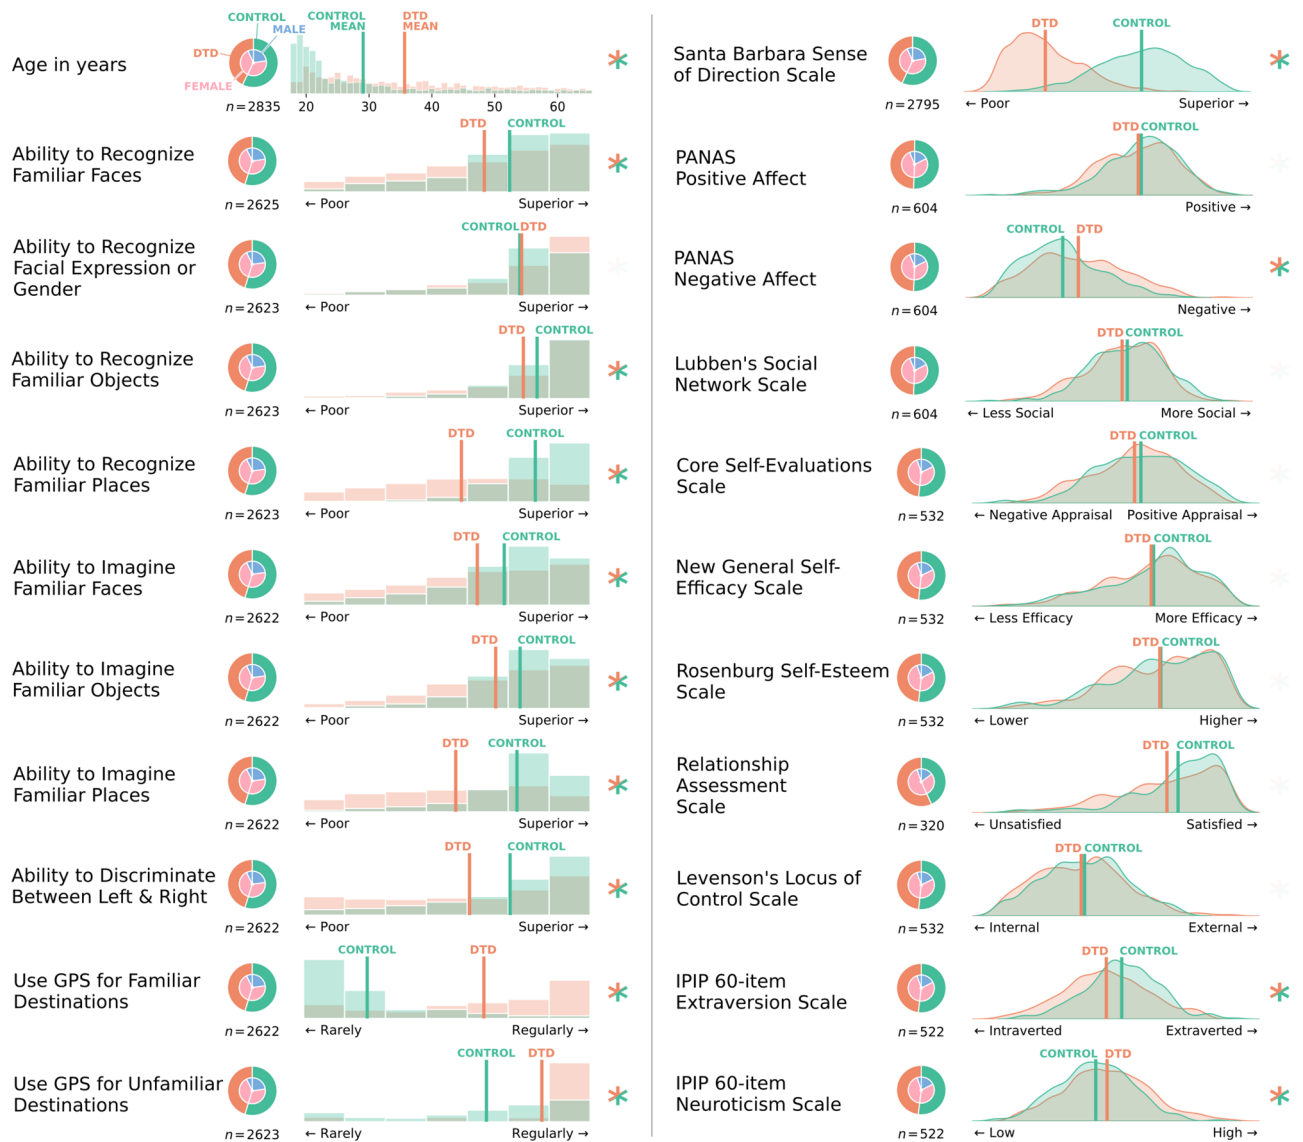 Age in years
CONTROL
MALE
DTD
FEMALE
n=2835
CONTROL
MEAN
DTD
MEAN
20 30 40 50 60
Ability to Recognize
Familiar Faces
n=2625
DTD CONTROL
← Poor Superior →
Ability to Recognize
Facial Expression or
Gender
n=2623
CONTROL DTD
← Poor Superior →
Ability to Recognize
Familiar Objects
n=2623
DTD CONTROL
← Poor Superior →
Ability to Recognize
Familiar Places
n=2623
DTD CONTROL
← Poor Superior →
Ability to Imagine
Familiar Faces
n=2622
DTD CONTROL
← Poor Superior →
Ability to Imagine
Familiar Objects
n=2622
DTD CONTROL
← Poor Superior →
Ability to Imagine
Familiar Places
n=2622
DTD CONTROL
← Poor Superior →
Ability to Discriminate
Between Left & Right
n=2622
DTD CONTROL
← Poor Superior →
Use GPS for Familiar
Destinations
n=2622
CONTROL DTD
← Rarely Regularly →
Use GPS for Unfamiliar
Destinations
n=2623
CONTROL DTD
← Rarely Regularly →
Santa Barbara Sense
of Direction Scale
n=2795
DTD CONTROL
← Poor Superior →
PANAS
Positive Affect
n=604
DTD CONTROL
Positive →
PANAS
Negative Affect
n=604
CONTROL DTD
Negative →
Lubben's Social
Network Scale
n=604
DTD CONTROL
← Less Social More Social →
Core Self-Evaluations
Scale
n=532
DTD CONTROL
← Negative Appraisal Positive Appraisal →
New General Self-
Efficacy Scale
n=532
DTD CONTROL
← Less Efficacy More Efficacy →
Rosenburg Self-Esteem
Scale
n=532
DTD CONTROL
← Lower Higher →
Relationship
Assessment
Scale
n=320
DTD CONTROL
← Unsatisfied Satisfied →
Levenson's Locus of
Control Scale
n=532
DTD CONTROL
← Internal External →
IPIP 60-item
Extraversion Scale
n=522
DTD CONTROL
← Intraverted Extraverted →
IPIP 60-item
Neuroticism Scale
n=522
CONTROL DTD
← Low High →